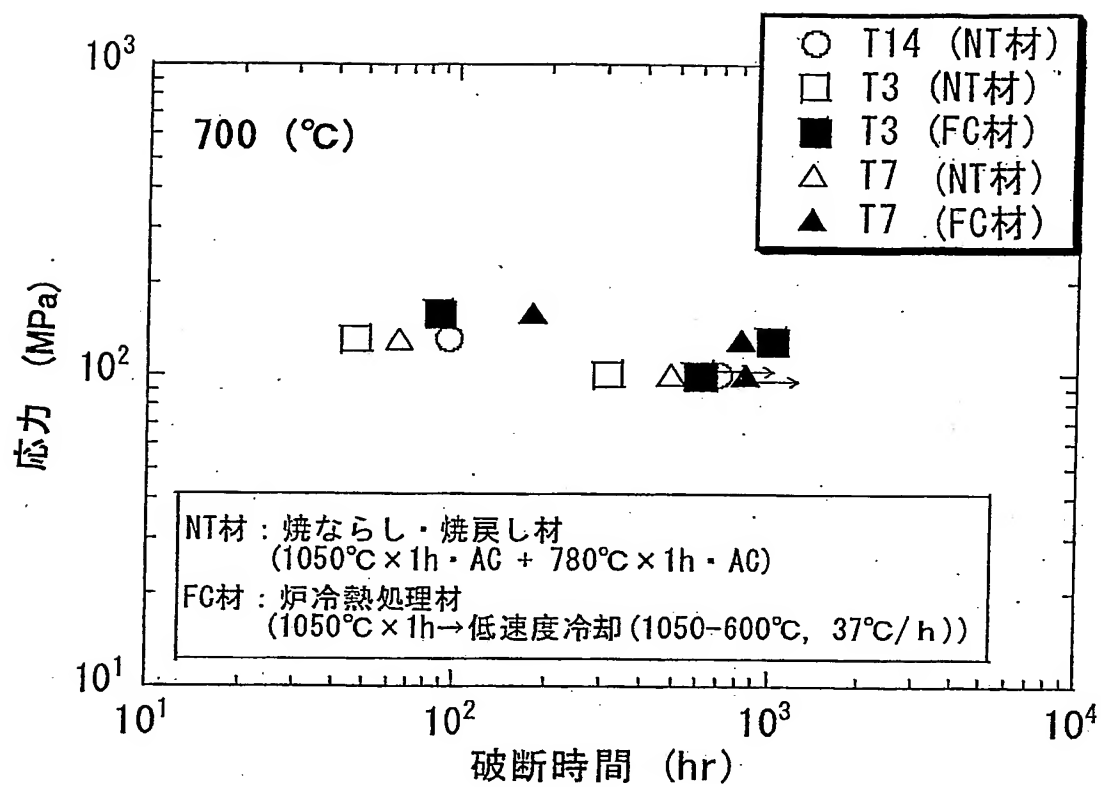 10³
700 (℃)
T14 (NT材)
T3 (NT材)
T3 (FC材)
T7 (NT材)
T7 (FC材)
応力 (MPa)
10²
NT材：焼ならし・焼戻し材
(1050℃×1h・AC + 780℃×1h・AC)
FC材：炉冷熱処理材
(1050℃×1h→低速度冷却(1050-600℃, 37℃/h))
10¹
10¹ 10² 10³ 10⁴
破断時間 (hr)